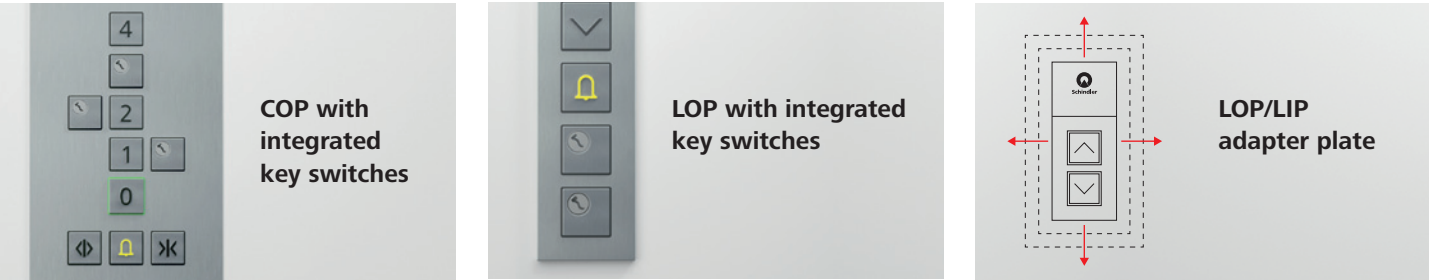 4
2
1
0
COP with
integrated
key switches
LOP with integrated
key switches
Schindler
LOP/LIP
adapter plate